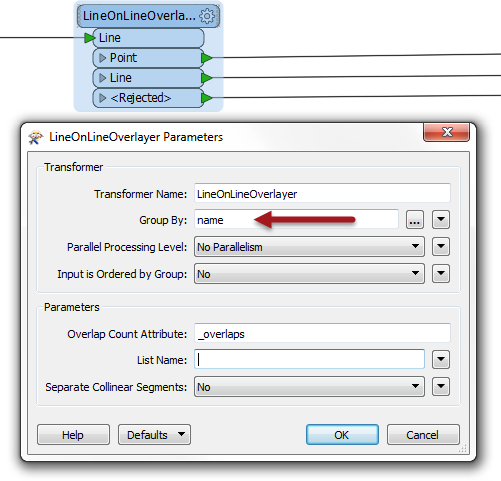 LineOnLineOverla...
Line
Point
Line
<Rejected>
LineOnLineOverlayer Parameters
Transformer
Transformer Name: LineOnLineOverlayer
Group By: name ...
Parallel Processing Level: No Parallelism
Input is Ordered by Group: No
Parameters
Overlap Count Attribute: _overlaps
List Name:
Separate Collinear Segments: No
Help Defaults OK Cancel